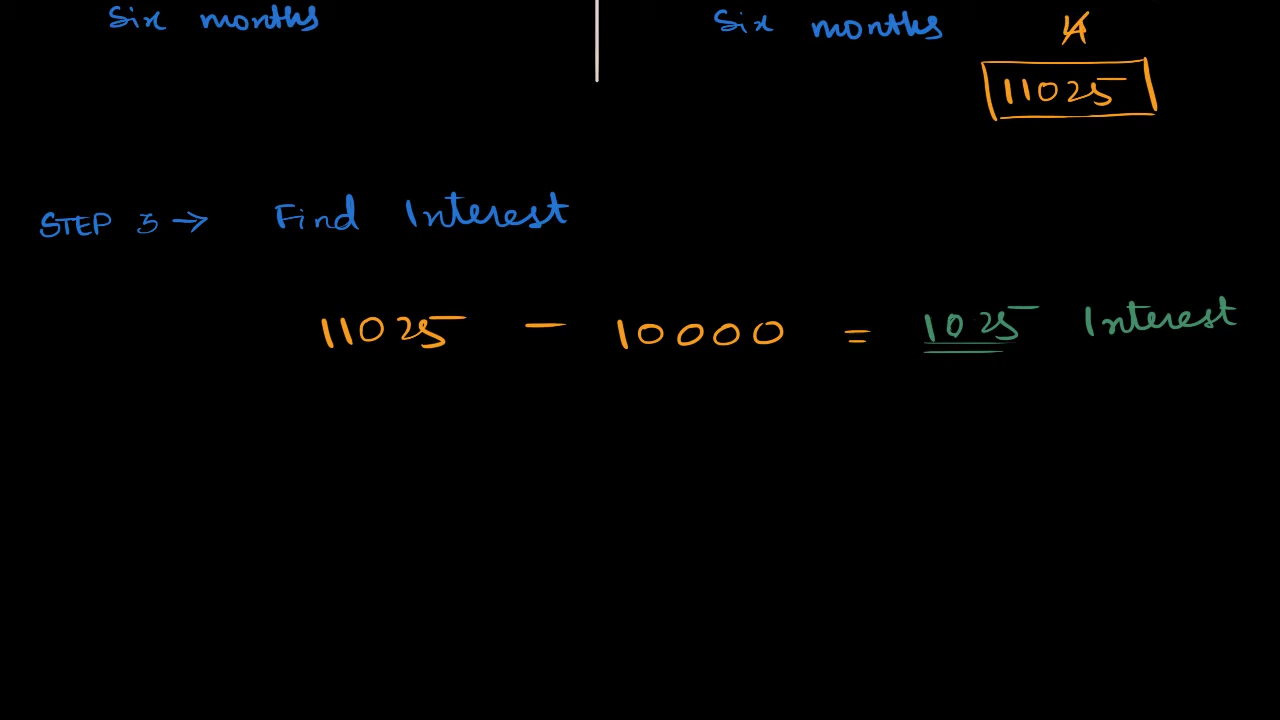 Six months
Six months
11025
STEP 3 → Find Interest
11025 − 10000 = 1025 Interest